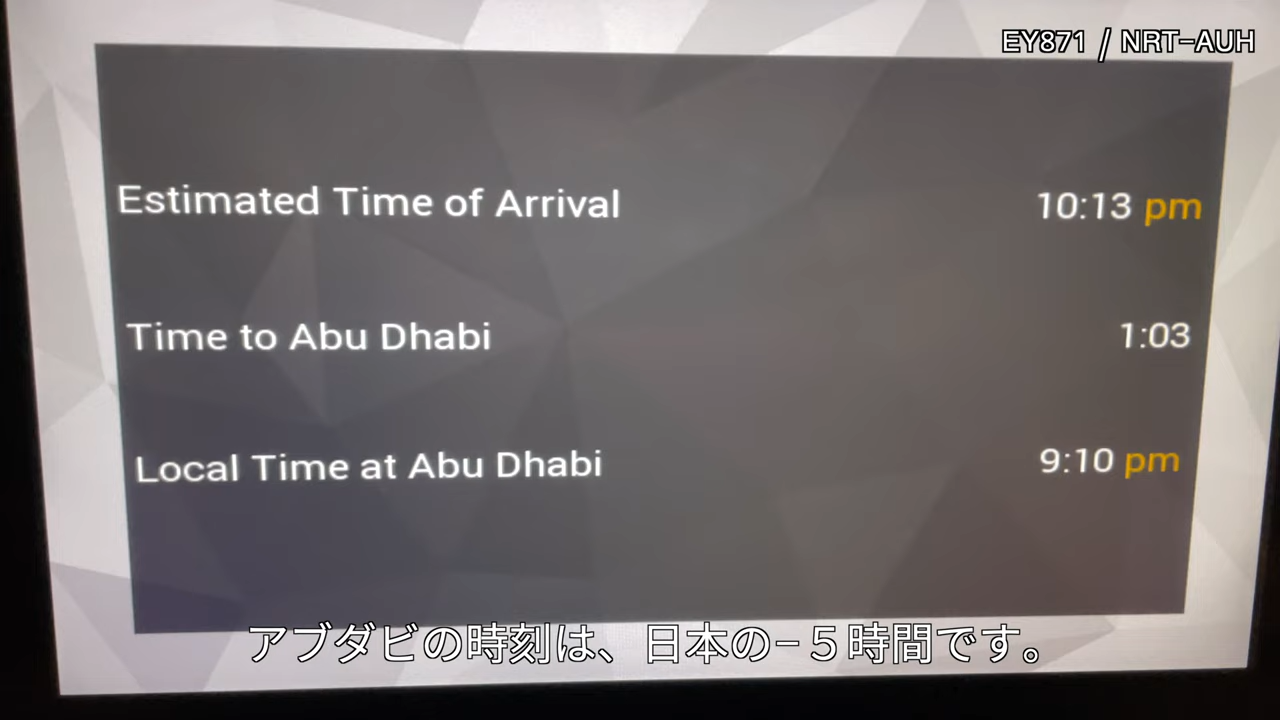 EY871 / NRT-AUH
Estimated Time of Arrival 10:13 pm
Time to Abu Dhabi 1:03
Local Time at Abu Dhabi 9:10 pm
アブダビの時刻は、日本の−５時間です。